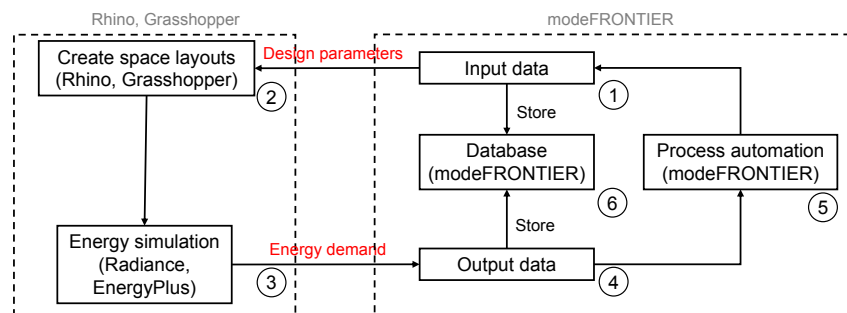 Rhino, Grasshopper
modeFRONTIER
Create space layouts
(Rhino, Grasshopper)
2
Design parameters
Input data
1
Store
Database
(modeFRONTIER)
6
Process automation
(modeFRONTIER)
5
Store
Energy simulation
(Radiance,
EnergyPlus)
3
Energy demand
Output data
4